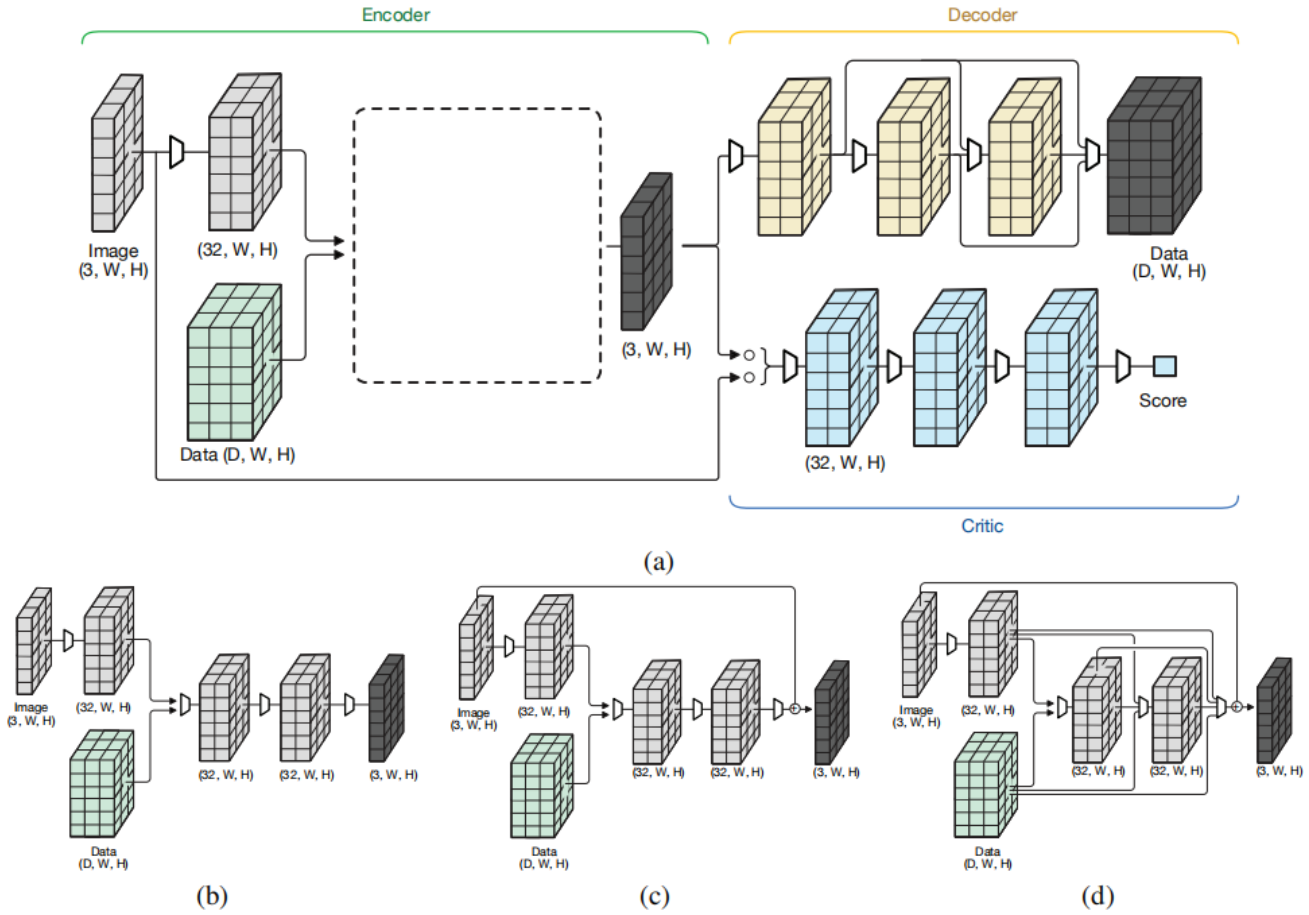 Encoder
Decoder
Image
(3, W, H)
(32, W, H)
Data (D, W, H)
(3, W, H)
Data
(D, W, H)
(32, W, H)
Score
Critic
(a)
Image
(3, W, H)
(32, W, H)
(32, W, H)
(32, W, H)
(3, W, H)
Data
(D, W, H)
(b)
Image
(3, W, H)
(32, W, H)
(32, W, H)
(32, W, H)
(3, W, H)
Data
(D, W, H)
(c)
Image
(3, W, H)
(32, W, H)
(32, W, H)
(32, W, H)
(3, W, H)
Data
(D, W, H)
(d)